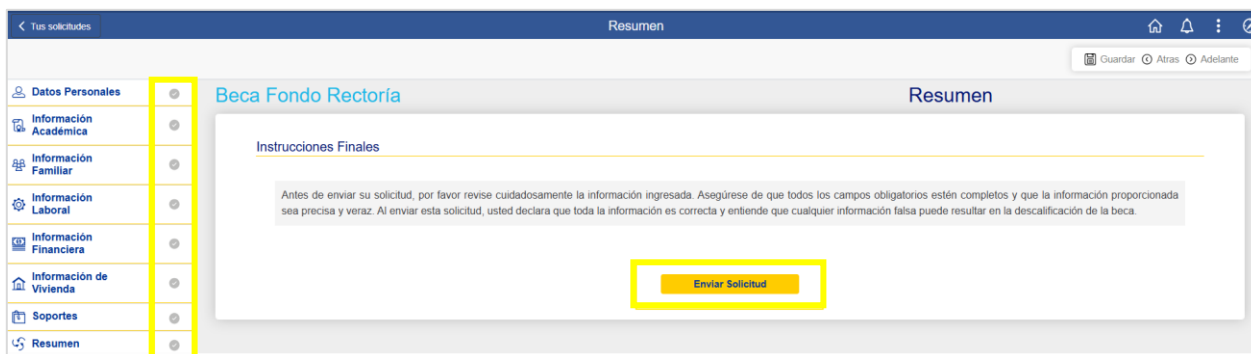 Tus solicitudes
Resumen
Guardar Atras Adelante
Datos Personales
Información
Académica
Información
Familiar
Información
Laboral
Información
Financiera
Información de
Vivienda
Soportes
Resumen
Beca Fondo Rectoría
Resumen
Instrucciones Finales
Antes de enviar su solicitud, por favor revise cuidadosamente la información ingresada. Asegúrese de que todos los campos obligatorios estén completos y que la información proporcionada
sea precisa y veraz. Al enviar esta solicitud, usted declara que toda la información es correcta y entiende que cualquier información falsa puede resultar en la descalificación de la beca.
Enviar Solicitud